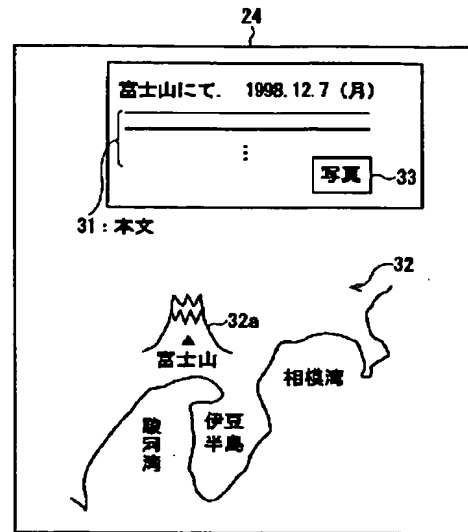 24
富士山にて. 1998.12.7 (月)
写真
33
31:本文
32
32a
▲
富士山
相模湾
伊豆
半島
駿河湾